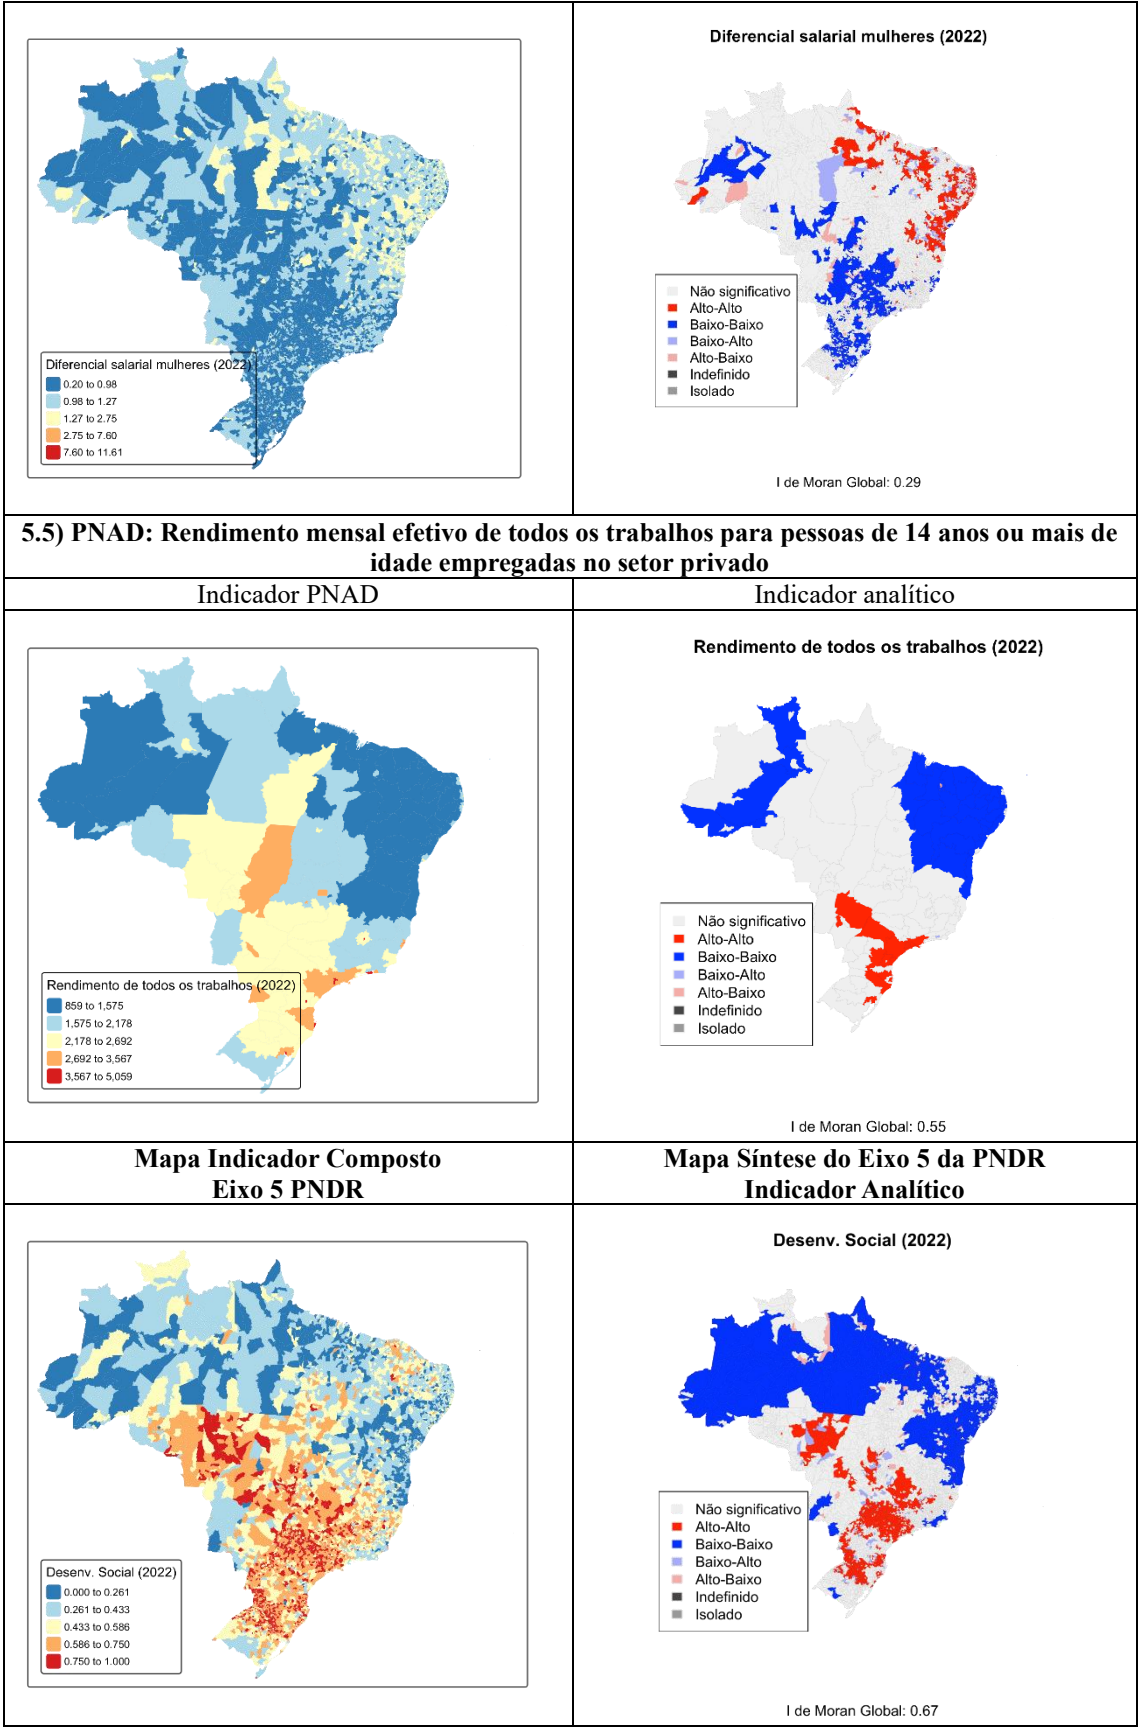 Diferencial salarial mulheres (2022)
0.20 to 0.98
0.98 to 1.27
1.27 to 2.75
2.75 to 7.60
7.60 to 11.61
Diferencial salarial mulheres (2022)
Não significativo
Alto-Alto
Baixo-Baixo
Baixo-Alto
Alto-Baixo
Indefinido
Isolado
I de Moran Global: 0.29
5.5) PNAD: Rendimento mensal efetivo de todos os trabalhos para pessoas de 14 anos ou mais de
idade empregadas no setor privado
Indicador PNAD
Indicador analítico
Rendimento de todos os trabalhos (2022)
859 to 1,575
1,575 to 2,178
2,178 to 2,692
2,692 to 3,567
3,567 to 5,059
Rendimento de todos os trabalhos (2022)
Não significativo
Alto-Alto
Baixo-Baixo
Baixo-Alto
Alto-Baixo
Indefinido
Isolado
I de Moran Global: 0.55
Mapa Indicador Composto
Eixo 5 PNDR
Mapa Síntese do Eixo 5 da PNDR
Indicador Analítico
Desenv. Social (2022)
0.000 to 0.261
0.261 to 0.433
0.433 to 0.586
0.586 to 0.750
0.750 to 1.000
Desenv. Social (2022)
Não significativo
Alto-Alto
Baixo-Baixo
Baixo-Alto
Alto-Baixo
Indefinido
Isolado
I de Moran Global: 0.67